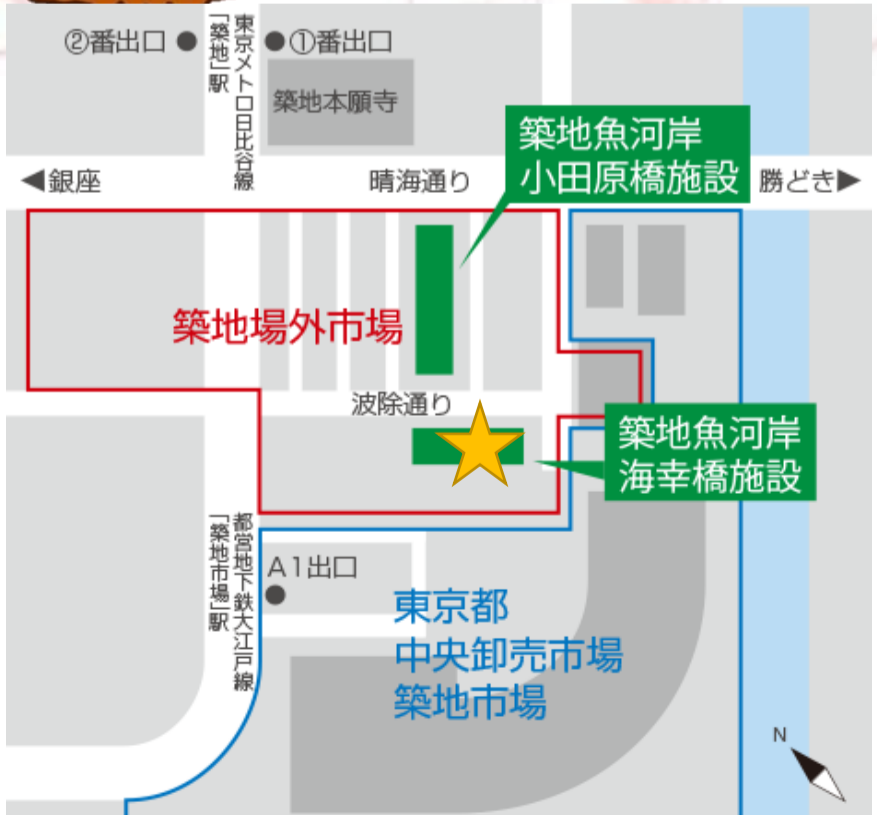 ②番出口
東京メトロ日比谷線
「築地」駅
①番出口
築地本願寺
築地魚河岸
小田原橋施設
◀銀座
晴海通り
勝どき▶
築地場外市場
波除通り
築地魚河岸
海幸橋施設
都営地下鉄大江戸線
「築地市場」駅
A1出口
東京都
中央卸売市場
築地市場
N